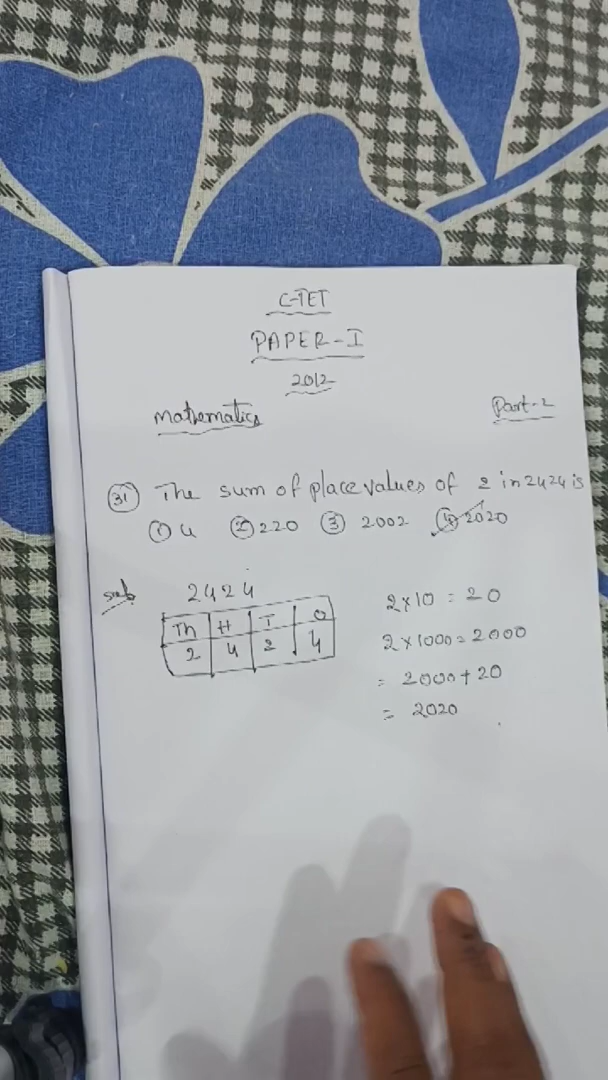 C-TET
PAPER-I
2012
Mathematics
Part-2
31 The sum of place values of 2 in 2424 is
① 4 ② 220 ③ 2002 ④ 2020
2424
Th H T O
2 4 2 4
2×10 = 20
2×1000 = 2000
= 2000+20
= 2020